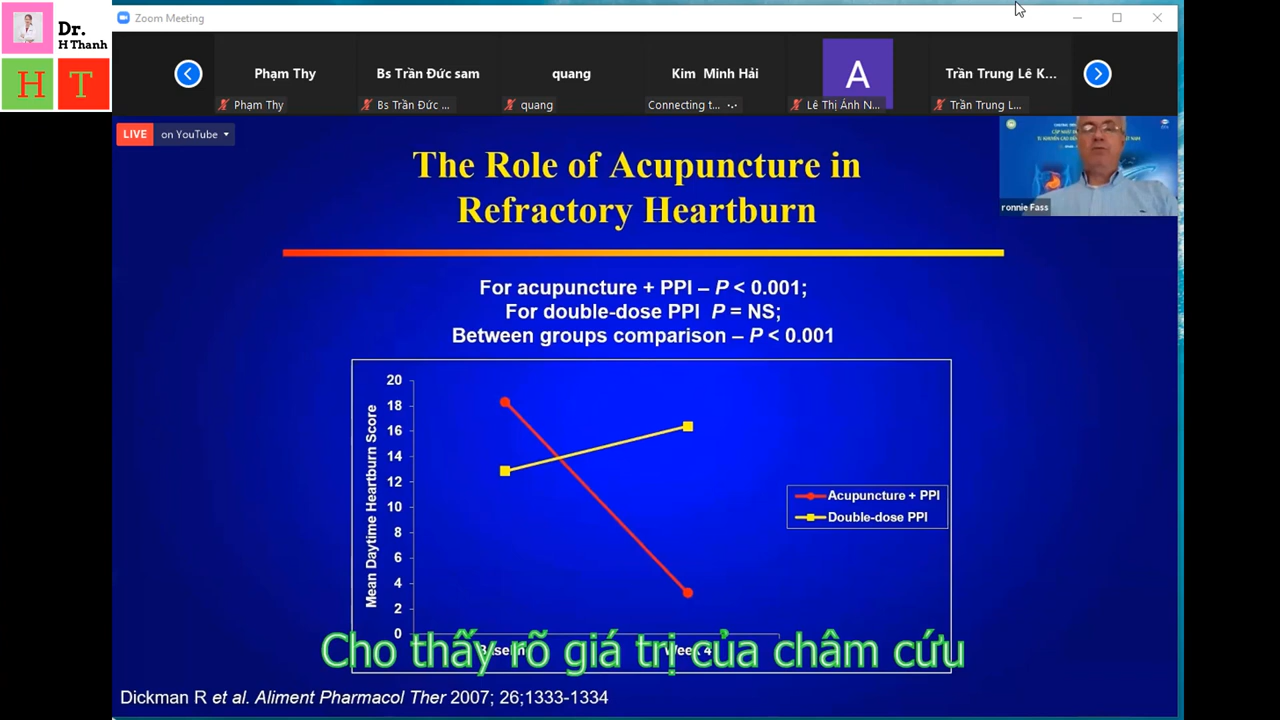 Dr.
H Thanh
H T
Zoom Meeting
Phạm Thy
Bs Trần Đức sam
quang
Kim Minh Hải
A
Trần Trung Lê K...
Phạm Thy
Bs Trần Đức ...
quang
Connecting t...
Lê Thị Ánh N...
Trần Trung L...
LIVE on YouTube
ronnie Fass
The Role of Acupuncture in
Refractory Heartburn
For acupuncture + PPI – P < 0.001;
For double-dose PPI P = NS;
Between groups comparison – P < 0.001
Mean Daytime Heartburn Score
20
18
16
14
12
10
8
6
4
2
0
Acupuncture + PPI
Double-dose PPI
Cho thấy rõ giá trị của châm cứu
Dickman R et al. Aliment Pharmacol Ther 2007; 26;1333-1334